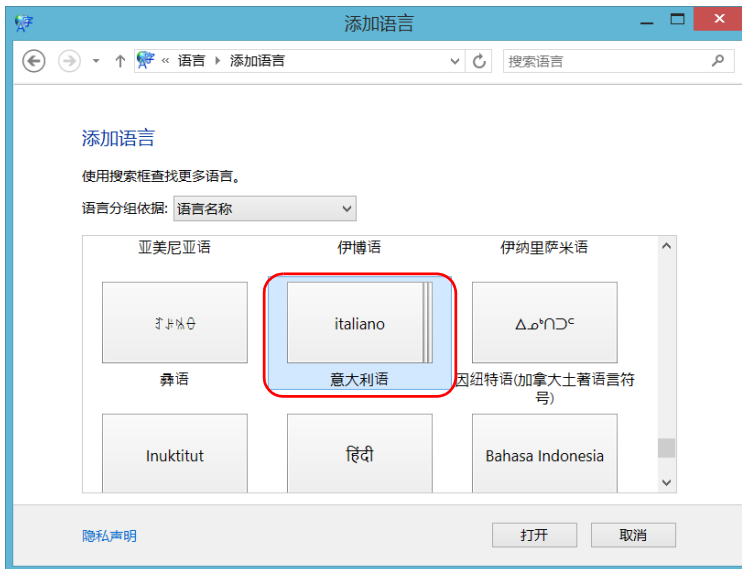 添加语言
« 语言 ▸ 添加语言
搜索语言
添加语言
使用搜索框查找更多语言。
语言分组依据: 语言名称
亚美尼亚语
伊博语
伊纳里萨米语
italiano
ᐃᓄᒃᑎᑐᑦ
彝语
意大利语
因纽特语(加拿大土著语言符
号)
Inuktitut
हिंदी
Bahasa Indonesia
隐私声明
打开
取消